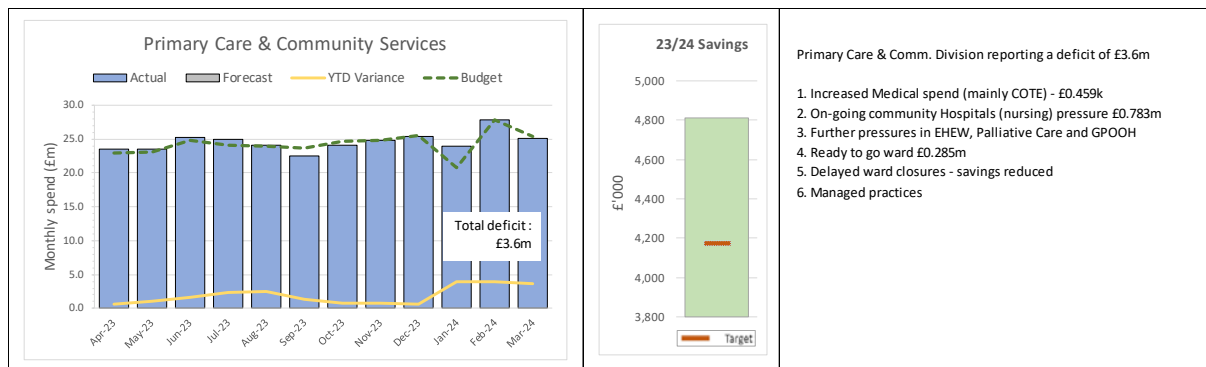 Primary Care & Community Services
Actual
Forecast
YTD Variance
Budget
Monthly spend (£m)
30.0
25.0
20.0
15.0
10.0
5.0
0.0
Total deficit :
£3.6m
Apr-23
May-23
Jun-23
Jul-23
Aug-23
Sep-23
Oct-23
Nov-23
Dec-23
Jan-24
Feb-24
Mar-24
23/24 Savings
£'000
5,000
4,800
4,600
4,400
4,200
4,000
3,800
Target
Primary Care & Comm. Division reporting a deficit of £3.6m
1. Increased Medical spend (mainly COTE) - £0.459k
2. On-going community Hospitals (nursing) pressure £0.783m
3. Further pressures in EHEW, Palliative Care and GPOOH
4. Ready to go ward £0.285m
5. Delayed ward closures - savings reduced
6. Managed practices